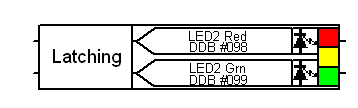 LED2 Red
DDB #098
Latching
LED2 Grn
DDB #099